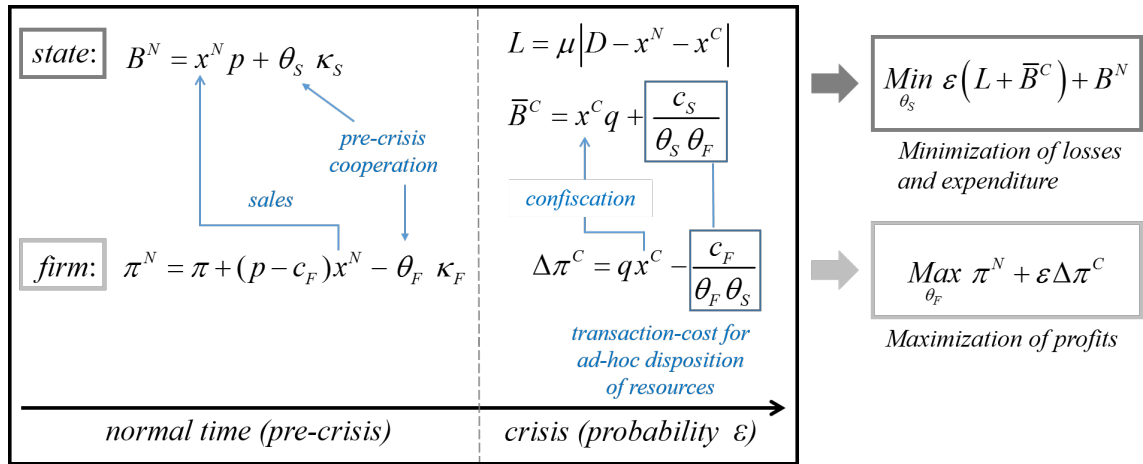 state:
B^N = x^N p + θ_S κ_S
L = μ|D − x^N − x^C|
Min_{θ_S} ε(L + B̄^C) + B^N
pre-crisis
cooperation
B̄^C = x^C q + c_S / (θ_S θ_F)
Minimization of losses
and expenditure
sales
confiscation
firm:
π^N = π + (p − c_F)x^N − θ_F κ_F
Δπ^C = qx^C − c_F / (θ_F θ_S)
Max_{θ_F} π^N + εΔπ^C
Maximization of profits
transaction-cost for
ad-hoc disposition
of resources
normal time (pre-crisis)
crisis (probability ε)